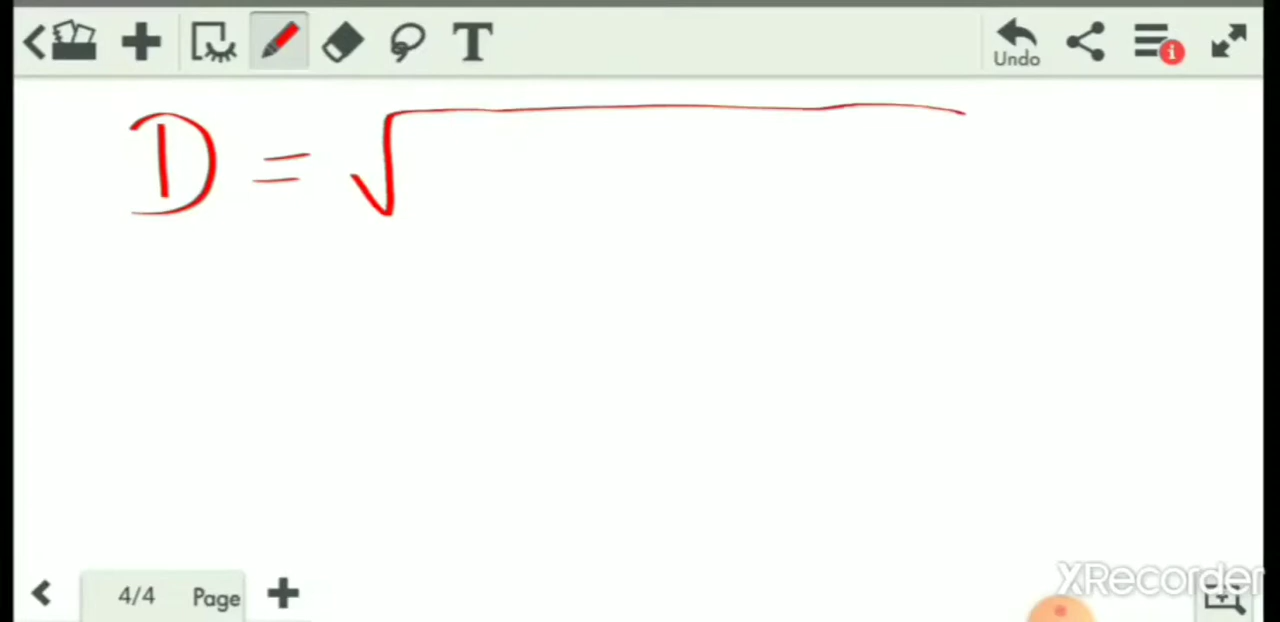 Undo
D = √
4/4 Page
XRecorder